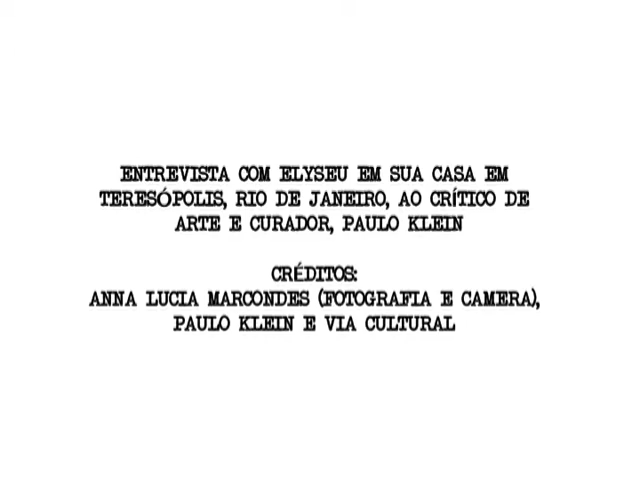 ENTREVISTA COM ELYSEU EM SUA CASA EM
TERESÓPOLIS, RIO DE JANEIRO, AO CRÍTICO DE
ARTE E CURADOR, PAULO KLEIN
CRÉDITOS:
ANNA LUCIA MARCONDES (FOTOGRAFIA E CAMERA),
PAULO KLEIN E VIA CULTURAL